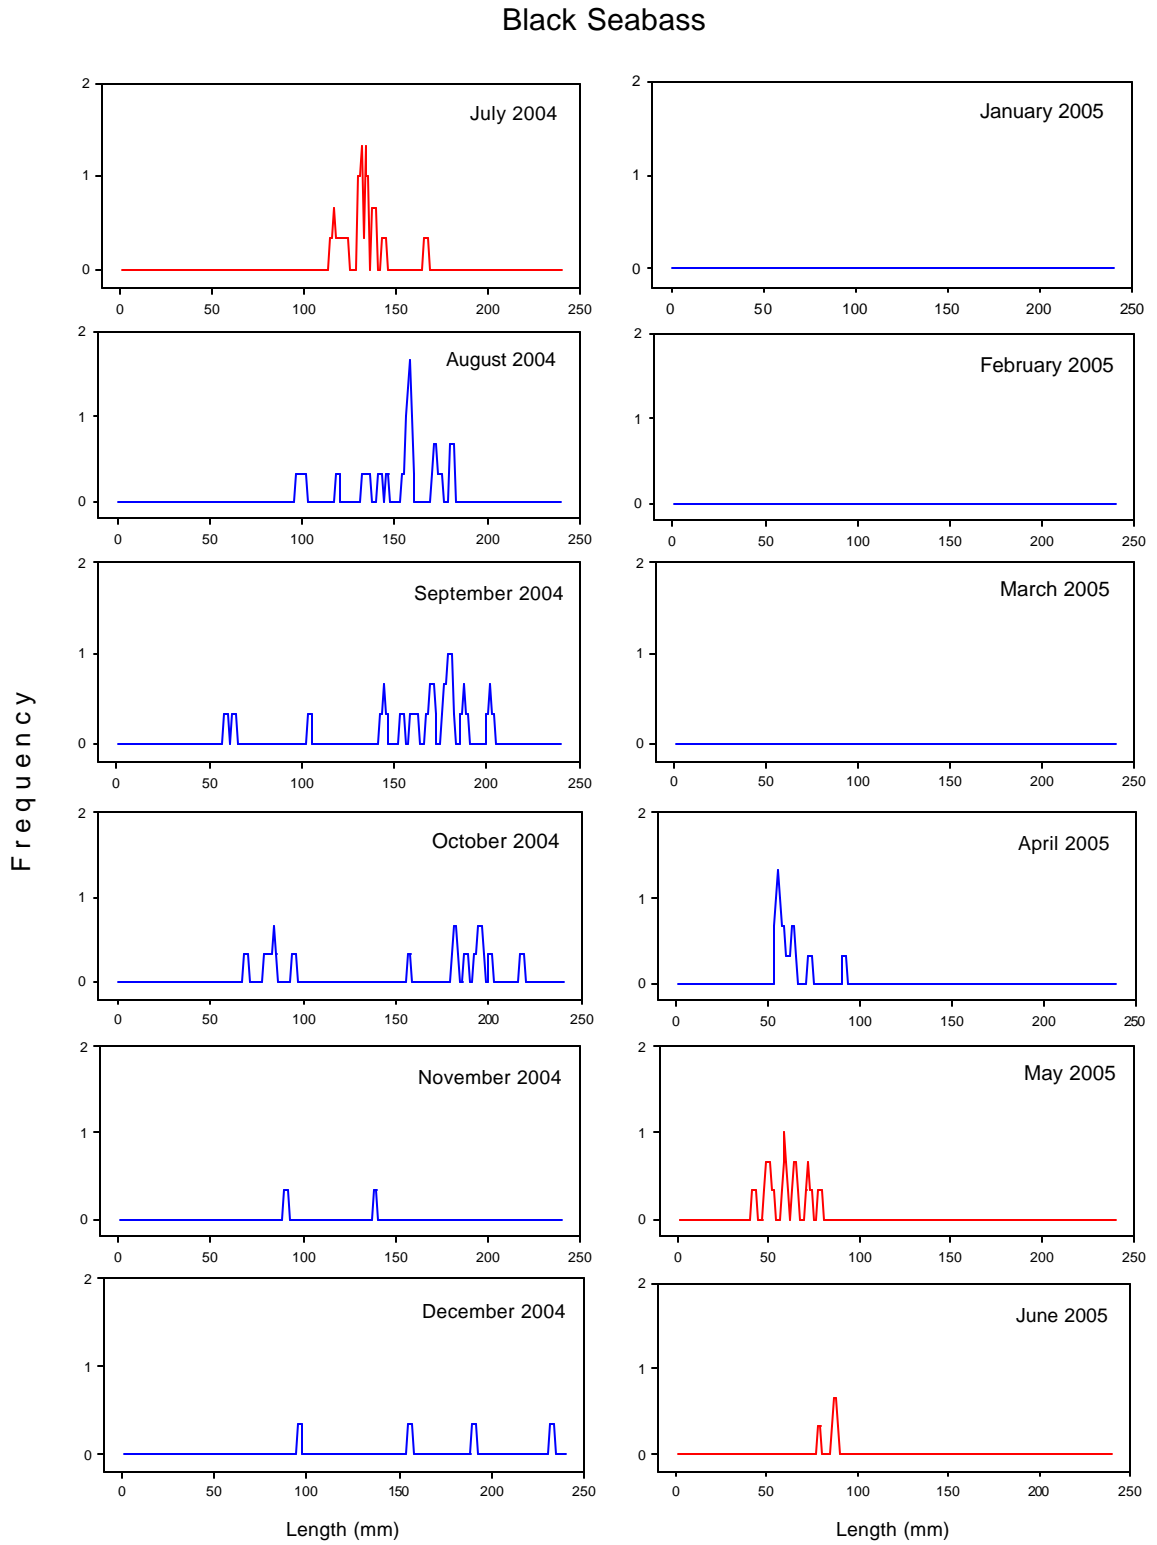 Black Seabass
Frequency
2
July 2004
1
0
0 50 100 150 200 250
2
August 2004
1
0
0 50 100 150 200 250
2
September 2004
1
0
0 50 100 150 200 250
2
October 2004
1
0
0 50 100 150 200 250
2
November 2004
1
0
0 50 100 150 200 250
2
December 2004
1
0
0 50 100 150 200 250
Length (mm)
2
January 2005
1
0
0 50 100 150 200 250
2
February 2005
1
0
0 50 100 150 200 250
2
March 2005
1
0
0 50 100 150 200 250
2
April 2005
1
0
0 50 100 150 200 250
2
May 2005
1
0
0 50 100 150 200 250
2
June 2005
1
0
0 50 100 150 200 250
Length (mm)